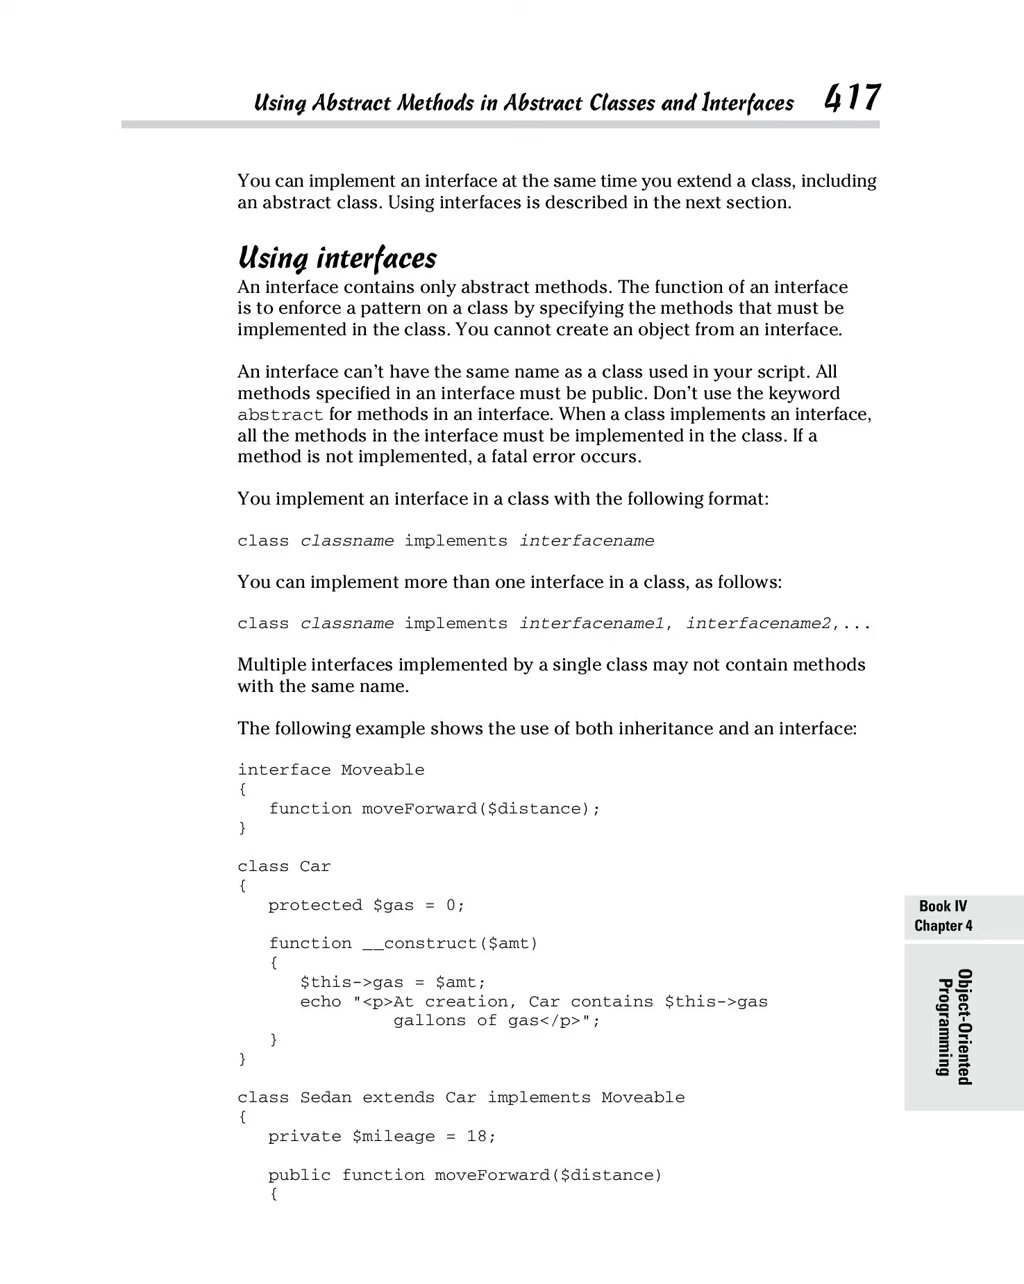 Using Abstract Methods in Abstract Classes and Interfaces 417
You can implement an interface at the same time you extend a class, including
an abstract class. Using interfaces is described in the next section.
Using interfaces
An interface contains only abstract methods. The function of an interface
is to enforce a pattern on a class by specifying the methods that must be
implemented in the class. You cannot create an object from an interface.
An interface can't have the same name as a class used in your script. All
methods specified in an interface must be public. Don't use the keyword
abstract for methods in an interface. When a class implements an interface,
all the methods in the interface must be implemented in the class. If a
method is not implemented, a fatal error occurs.
You implement an interface in a class with the following format:
class classname implements interfacename
You can implement more than one interface in a class, as follows:
class classname implements interfacename1, interfacename2,...
Multiple interfaces implemented by a single class may not contain methods
with the same name.
The following example shows the use of both inheritance and an interface:
interface Moveable
{
   function moveForward($distance);
}
class Car
{
   protected $gas = 0;
   function __construct($amt)
   {
      $this->gas = $amt;
      echo "<p>At creation, Car contains $this->gas
               gallons of gas</p>";
   }
}
class Sedan extends Car implements Moveable
{
   private $mileage = 18;
   public function moveForward($distance)
   {
Book IV
Chapter 4
Object-Oriented
Programming